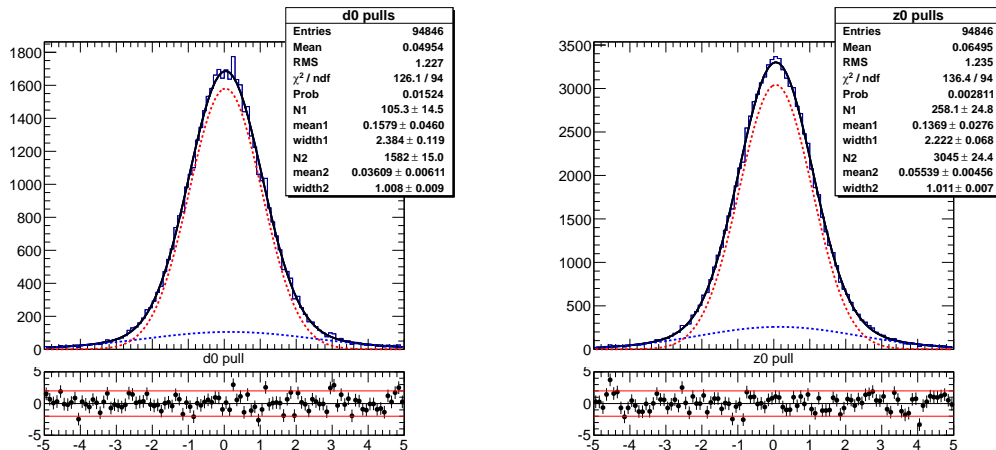 d0 pulls
Entries 94846
Mean 0.04954
RMS 1.227
χ² / ndf 126.1 / 94
Prob 0.01524
N1 105.3 ± 14.5
mean1 0.1579 ± 0.0460
width1 2.384 ± 0.119
N2 1582 ± 15.0
mean2 0.03609 ± 0.00611
width2 1.008 ± 0.009
1800
1600
1400
1200
1000
800
600
400
200
0
d0 pull
5
0
-5
-5 -4 -3 -2 -1 0 1 2 3 4 5
z0 pulls
Entries 94846
Mean 0.06495
RMS 1.235
χ² / ndf 136.4 / 94
Prob 0.002811
N1 258.1 ± 24.8
mean1 0.1369 ± 0.0276
width1 2.222 ± 0.068
N2 3045 ± 24.4
mean2 0.05539 ± 0.00456
width2 1.011 ± 0.007
3500
3000
2500
2000
1500
1000
500
0
z0 pull
5
0
-5
-5 -4 -3 -2 -1 0 1 2 3 4 5